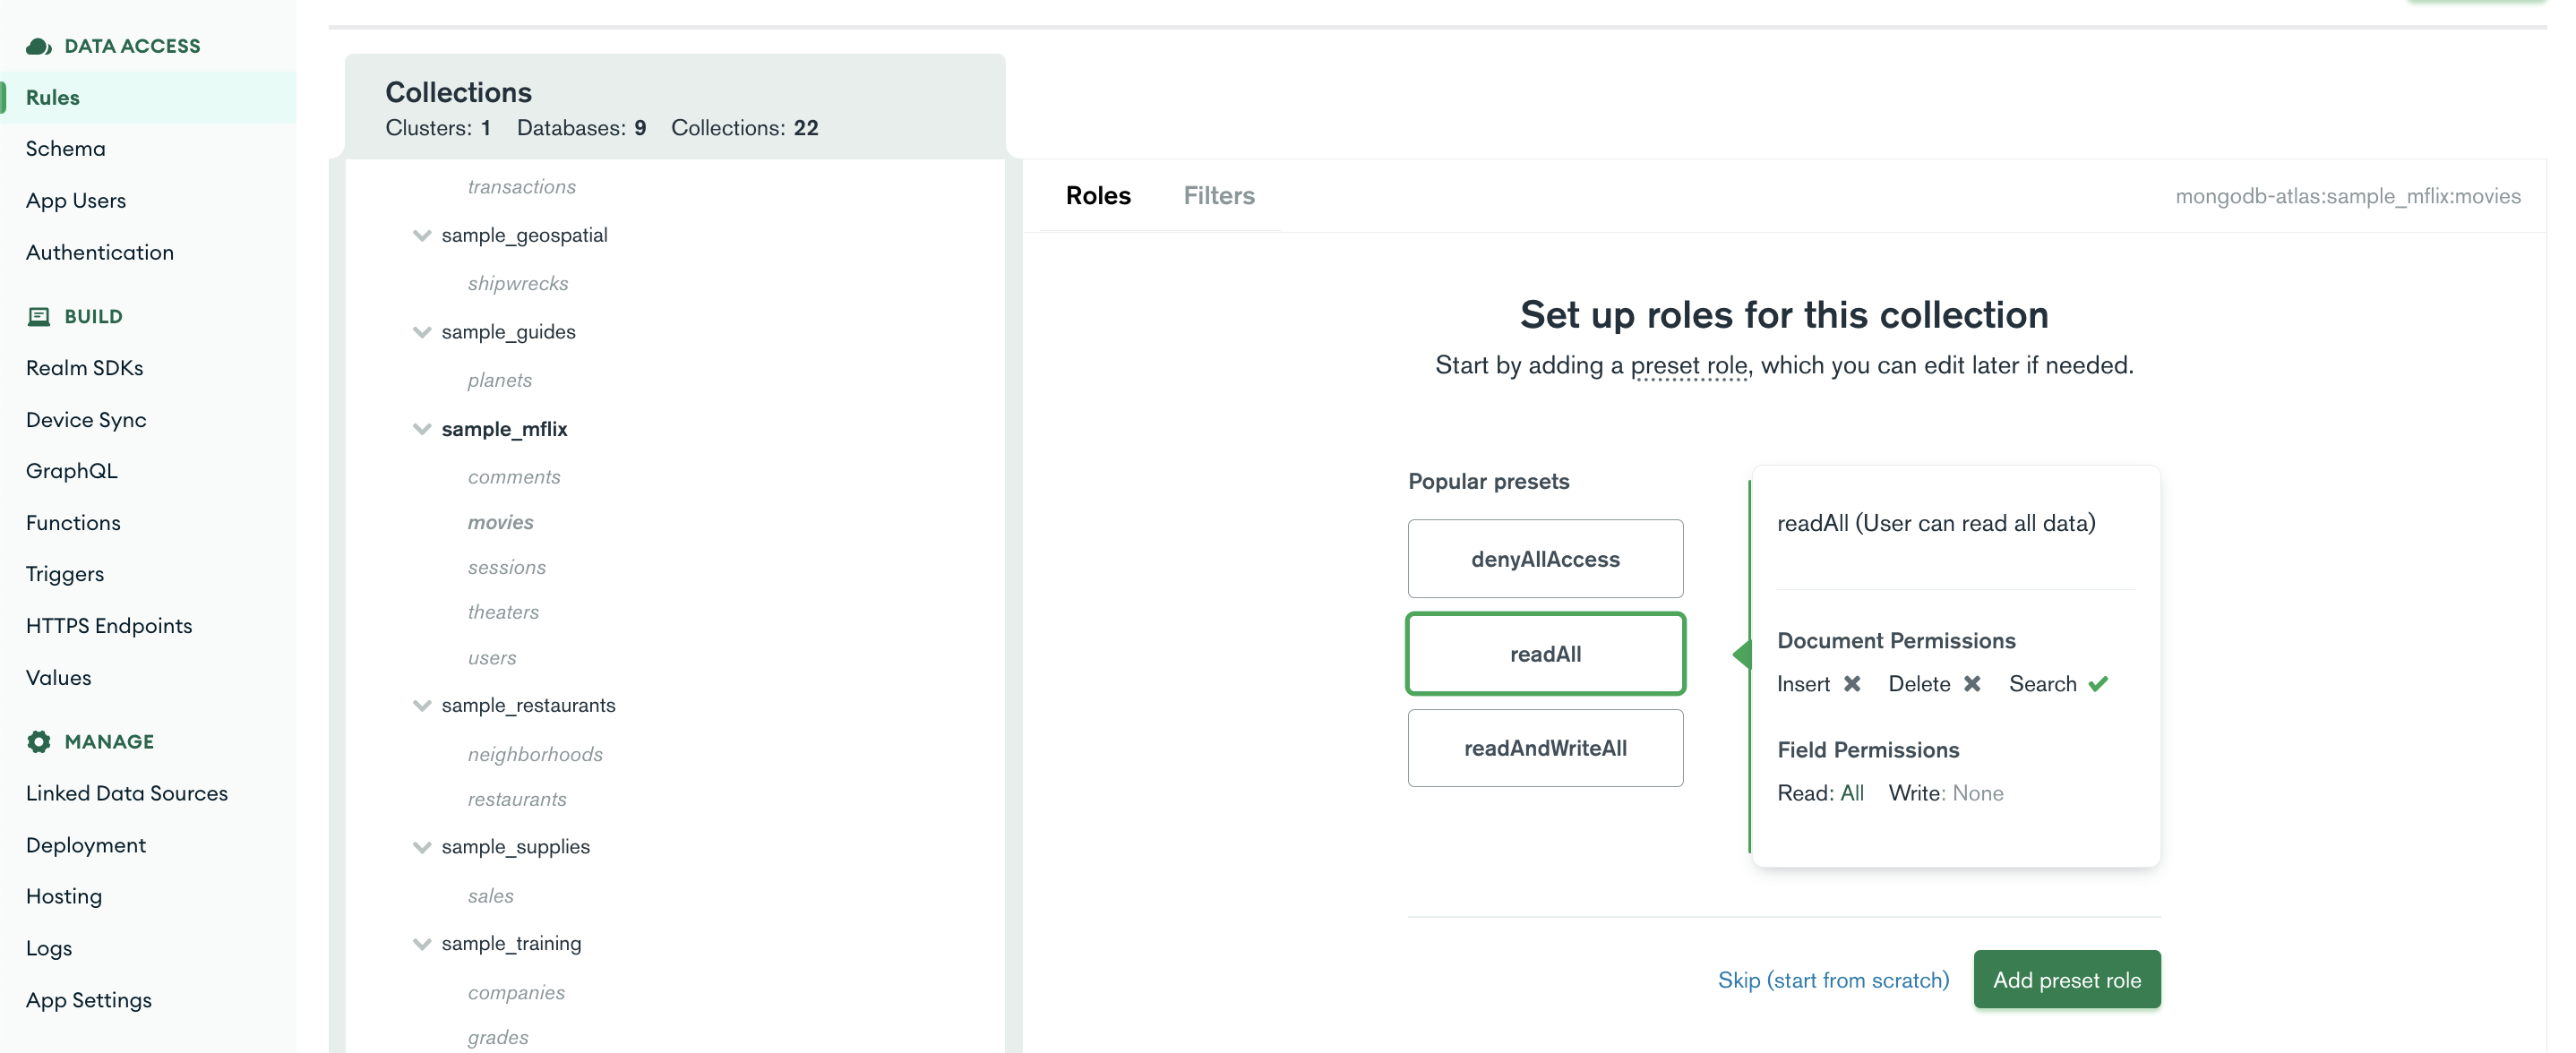 DATA ACCESS
Rules
Schema
App Users
Authentication
BUILD
Realm SDKs
Device Sync
GraphQL
Functions
Triggers
HTTPS Endpoints
Values
MANAGE
Linked Data Sources
Deployment
Hosting
Logs
App Settings
Collections
Clusters: 1 Databases: 9 Collections: 22
transactions
sample_geospatial
shipwrecks
sample_guides
planets
sample_mflix
comments
movies
sessions
theaters
users
sample_restaurants
neighborhoods
restaurants
sample_supplies
sales
sample_training
companies
grades
Roles Filters mongodb-atlas:sample_mflix:movies
Set up roles for this collection
Start by adding a preset role, which you can edit later if needed.
Popular presets
denyAllAccess
readAll
readAndWriteAll
readAll (User can read all data)
Document Permissions
Insert ✖ Delete ✖ Search ✔
Field Permissions
Read: All Write: None
Skip (start from scratch) Add preset role